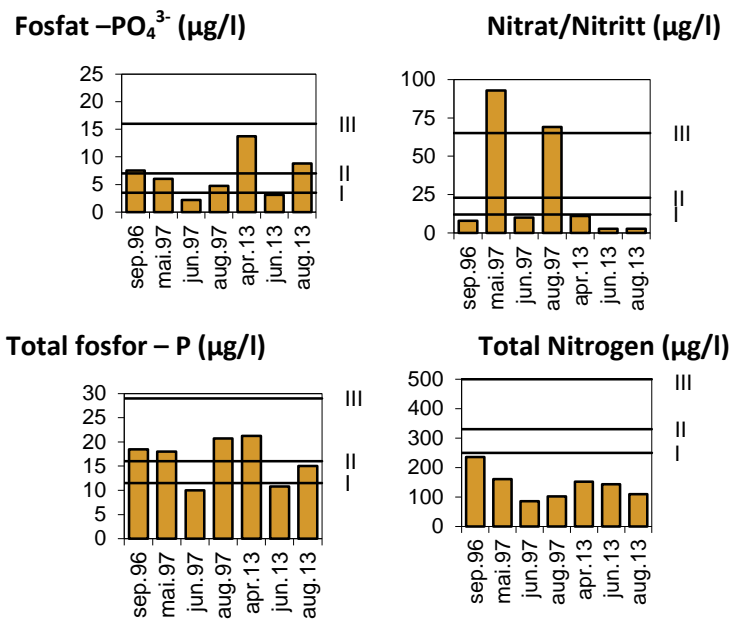 Fosfat –PO₄³⁻ (µg/l)
25
20
15
10
5
0
III
II
I
sep.96
mai.97
jun.97
aug.97
apr.13
jun.13
aug.13
Nitrat/Nitritt (µg/l)
100
75
50
25
0
III
II
I
sep.96
mai.97
jun.97
aug.97
apr.13
jun.13
aug.13
Total fosfor – P (µg/l)
30
25
20
15
10
5
0
III
II
I
sep.96
mai.97
jun.97
aug.97
apr.13
jun.13
aug.13
Total Nitrogen (µg/l)
500
400
300
200
100
0
III
II
I
sep.96
mai.97
jun.97
aug.97
apr.13
jun.13
aug.13